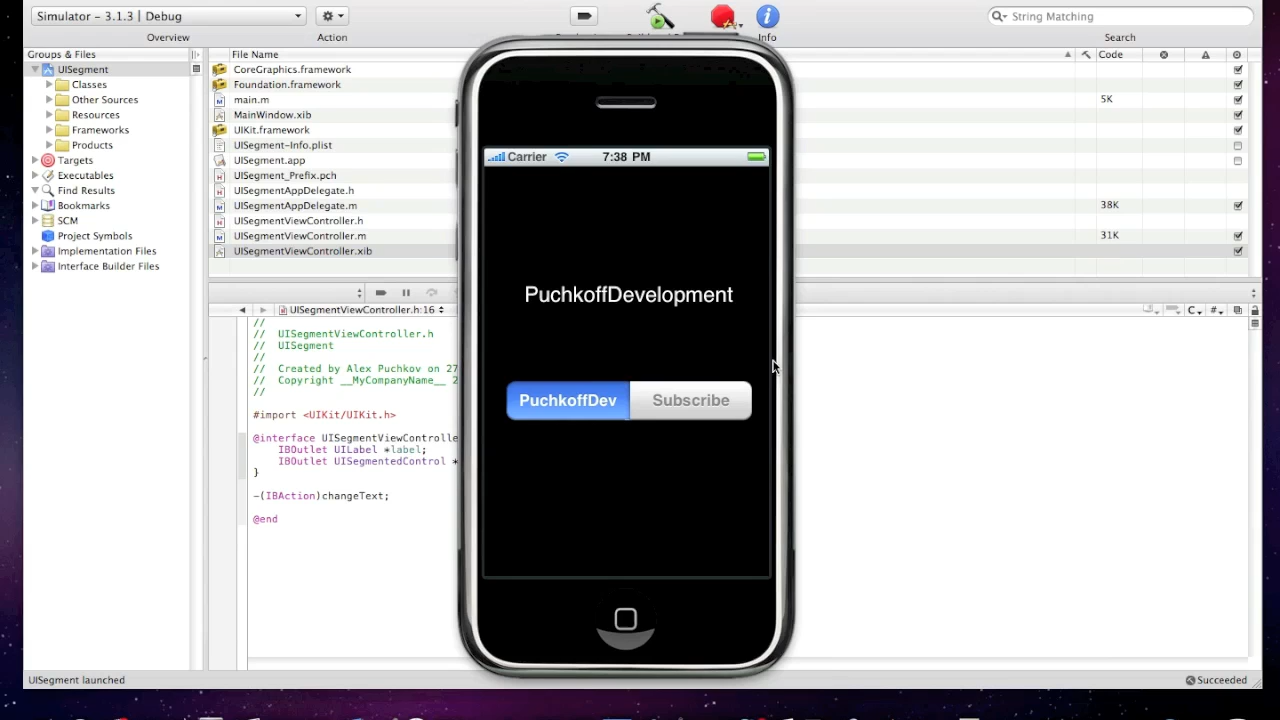 Simulator - 3.1.3 | Debug
String Matching
Overview
Action
Info
Search
Groups & Files
File Name
Code
UISegment
CoreGraphics.framework
Classes
Foundation.framework
Other Sources
main.m
5K
Resources
MainWindow.xib
Frameworks
UIKit.framework
Products
UISegment-Info.plist
Targets
UISegment.app
Executables
UISegment_Prefix.pch
Find Results
UISegmentAppDelegate.h
Bookmarks
UISegmentAppDelegate.m
38K
SCM
UISegmentViewController.h
Project Symbols
UISegmentViewController.m
31K
Implementation Files
UISegmentViewController.xib
Interface Builder Files
Carrier
7:38 PM
PuchkoffDevelopment
PuchkoffDev
Subscribe
UISegmentViewController.h:16
C
#
//
// UISegmentViewController.h
// UISegment
//
// Created by Alex Puchkov on 27
// Copyright __MyCompanyName__ 2
//
#import <UIKit/UIKit.h>
@interface UISegmentViewControlle
IBOutlet UILabel *label;
IBOutlet UISegmentedControl *
}
-(IBAction)changeText;
@end
UISegment launched
Succeeded